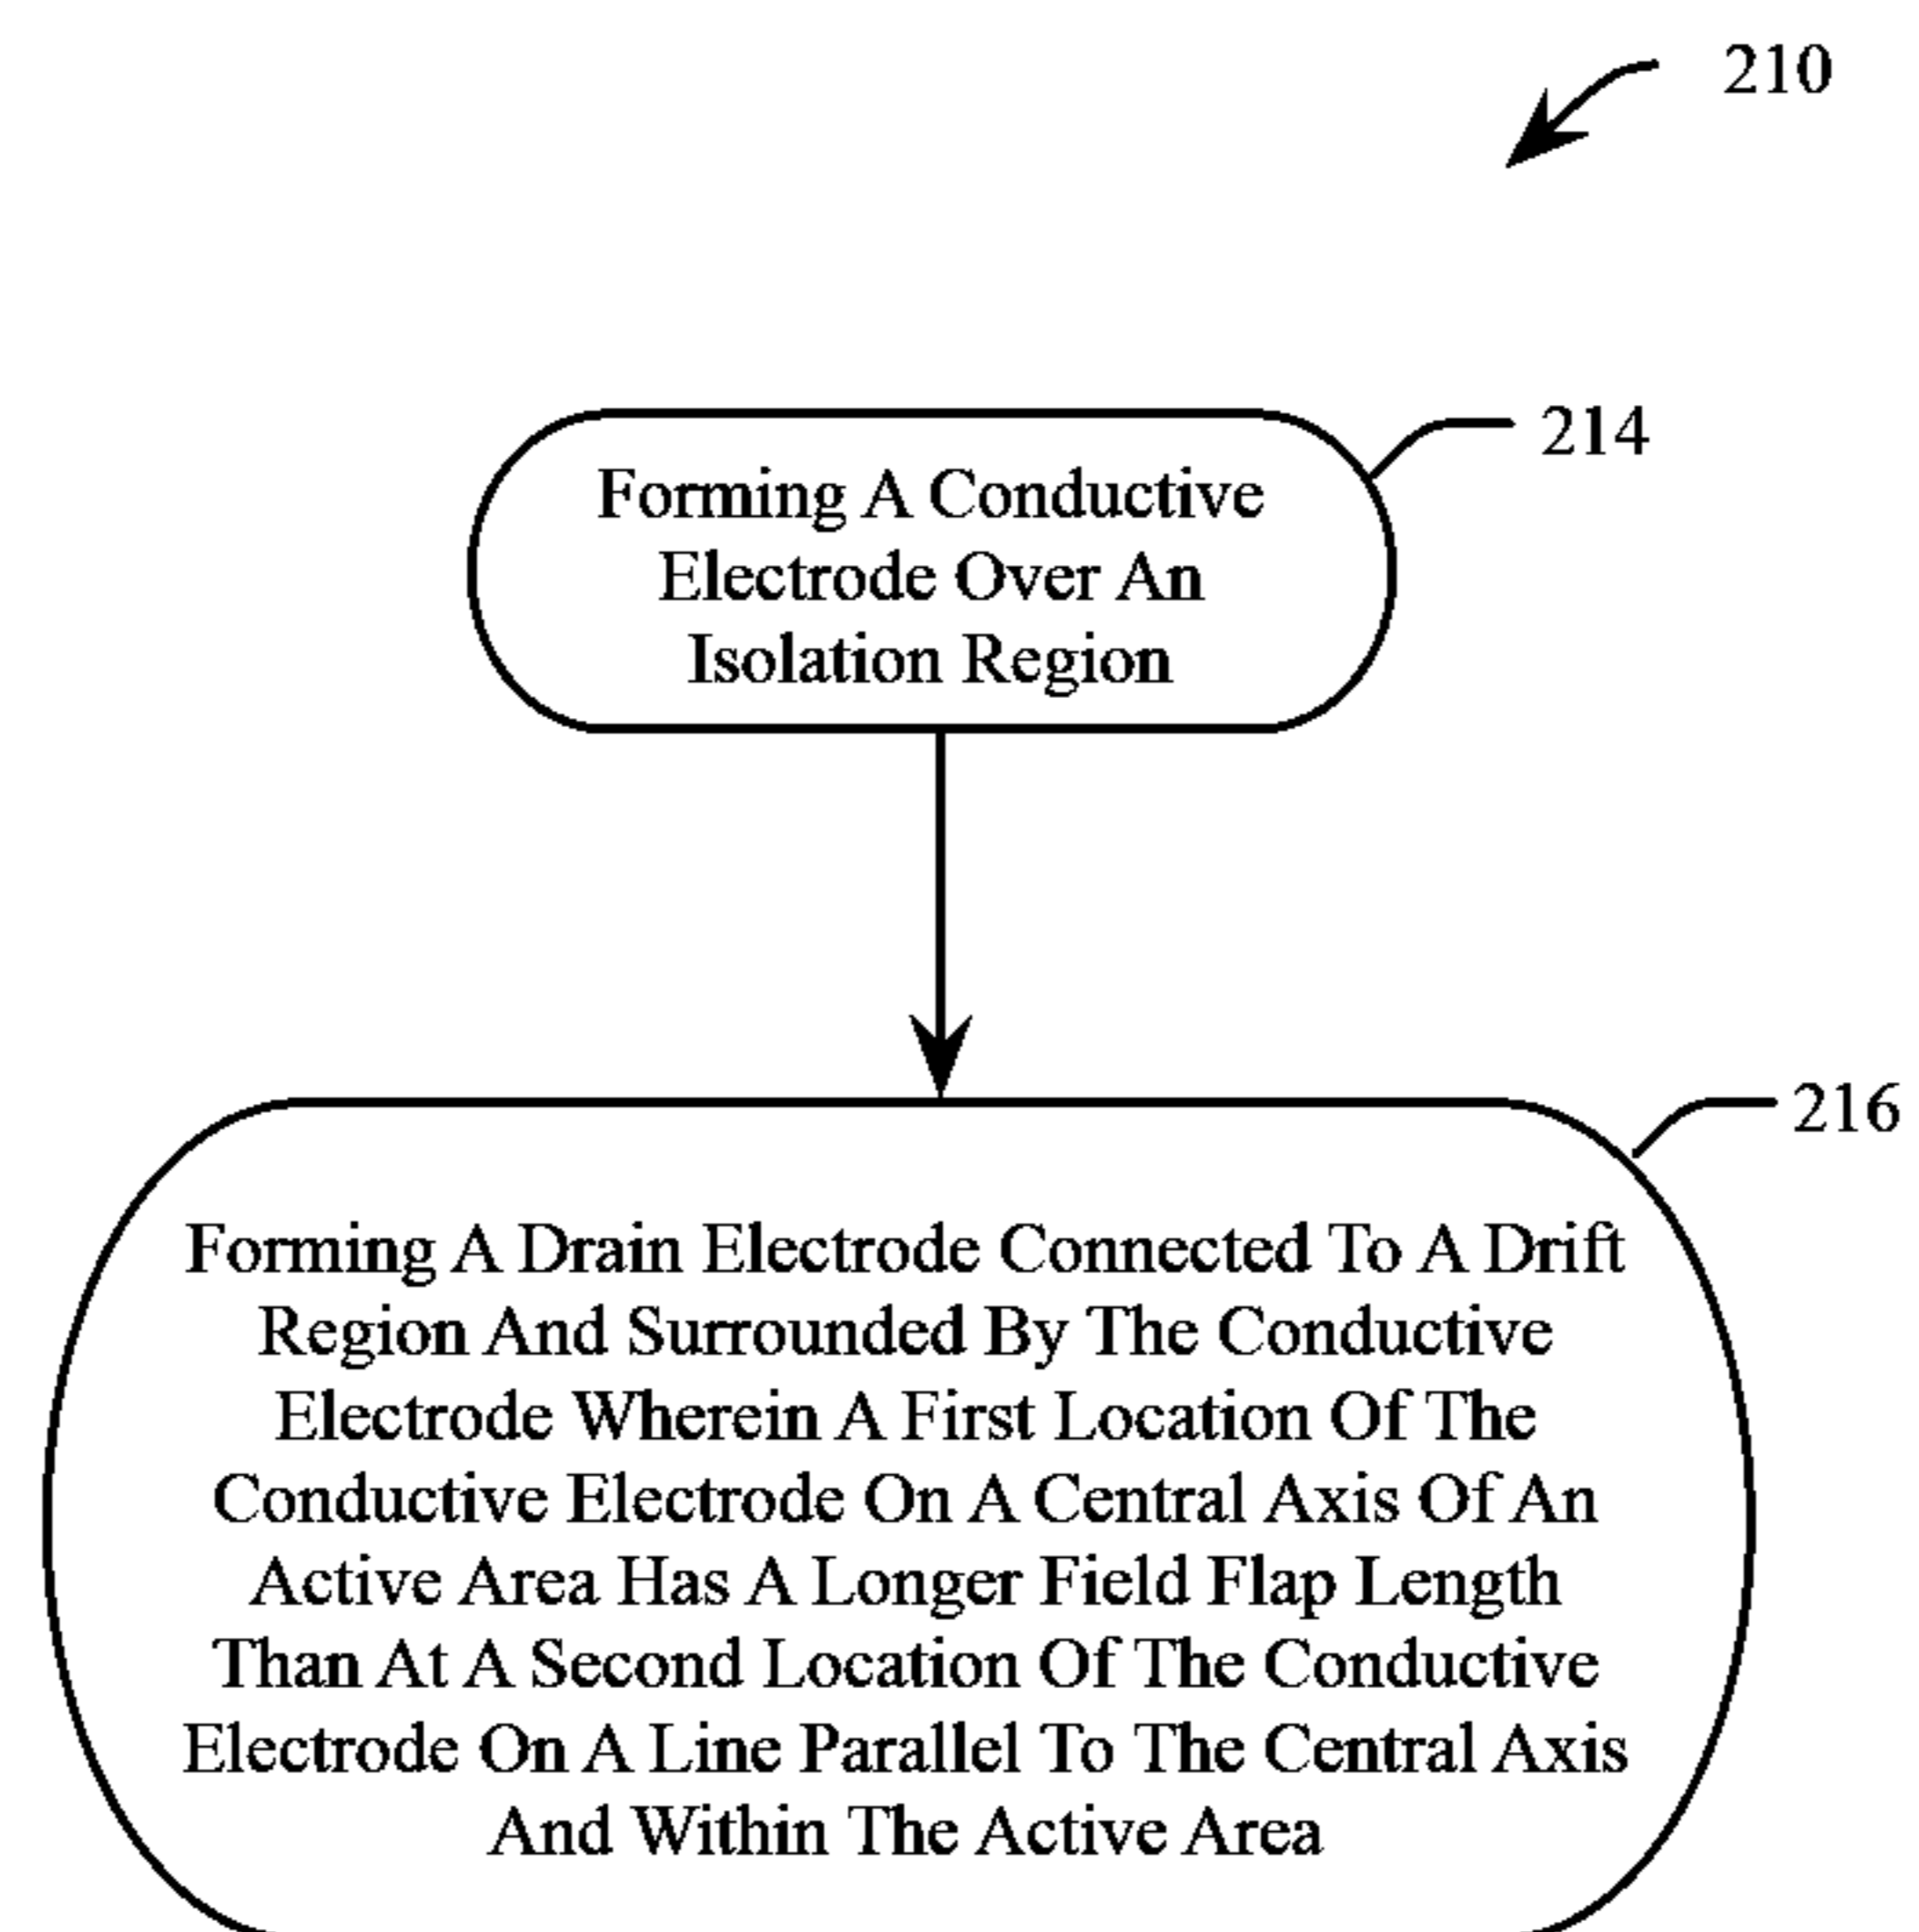 210
214
Forming A Conductive
Electrode Over An
Isolation Region
216
Forming A Drain Electrode Connected To A Drift
Region And Surrounded By The Conductive
Electrode Wherein A First Location Of The
Conductive Electrode On A Central Axis Of An
Active Area Has A Longer Field Flap Length
Than At A Second Location Of The Conductive
Electrode On A Line Parallel To The Central Axis
And Within The Active Area